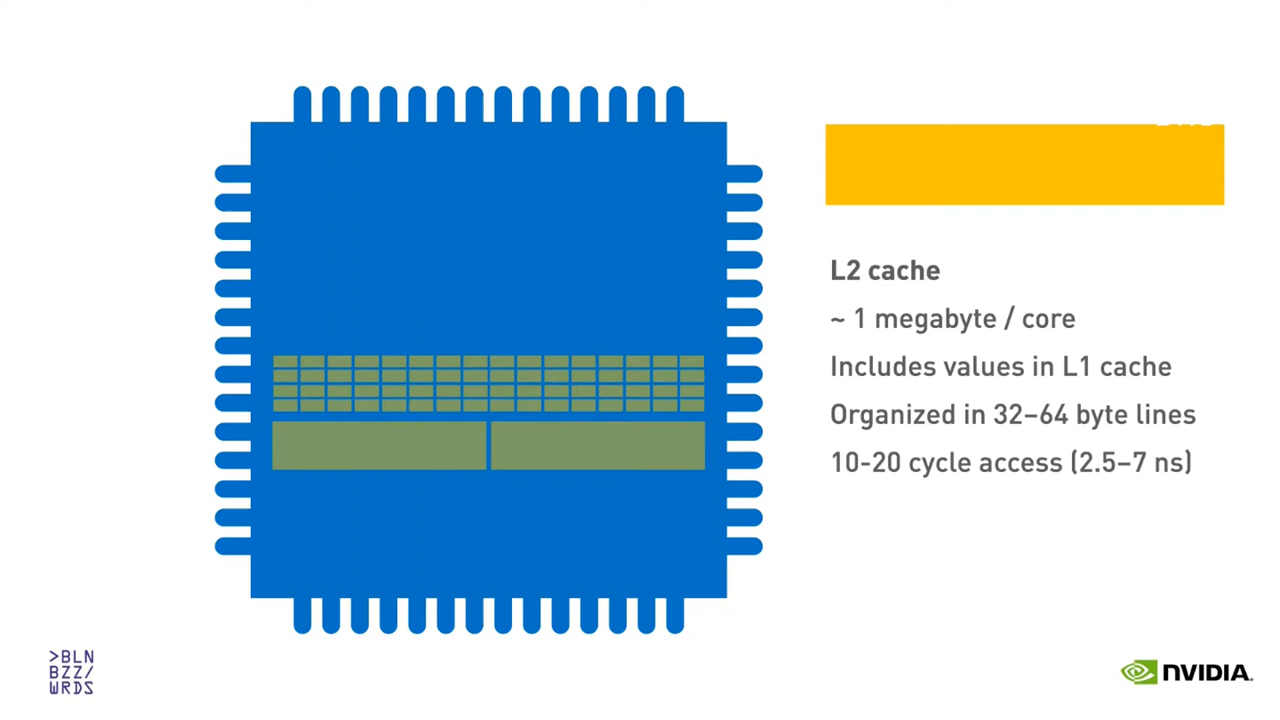 L2 cache
~ 1 megabyte / core
Includes values in L1 cache
Organized in 32–64 byte lines
10-20 cycle access (2.5–7 ns)
>BLN
BZZ/
WRDS
NVIDIA.